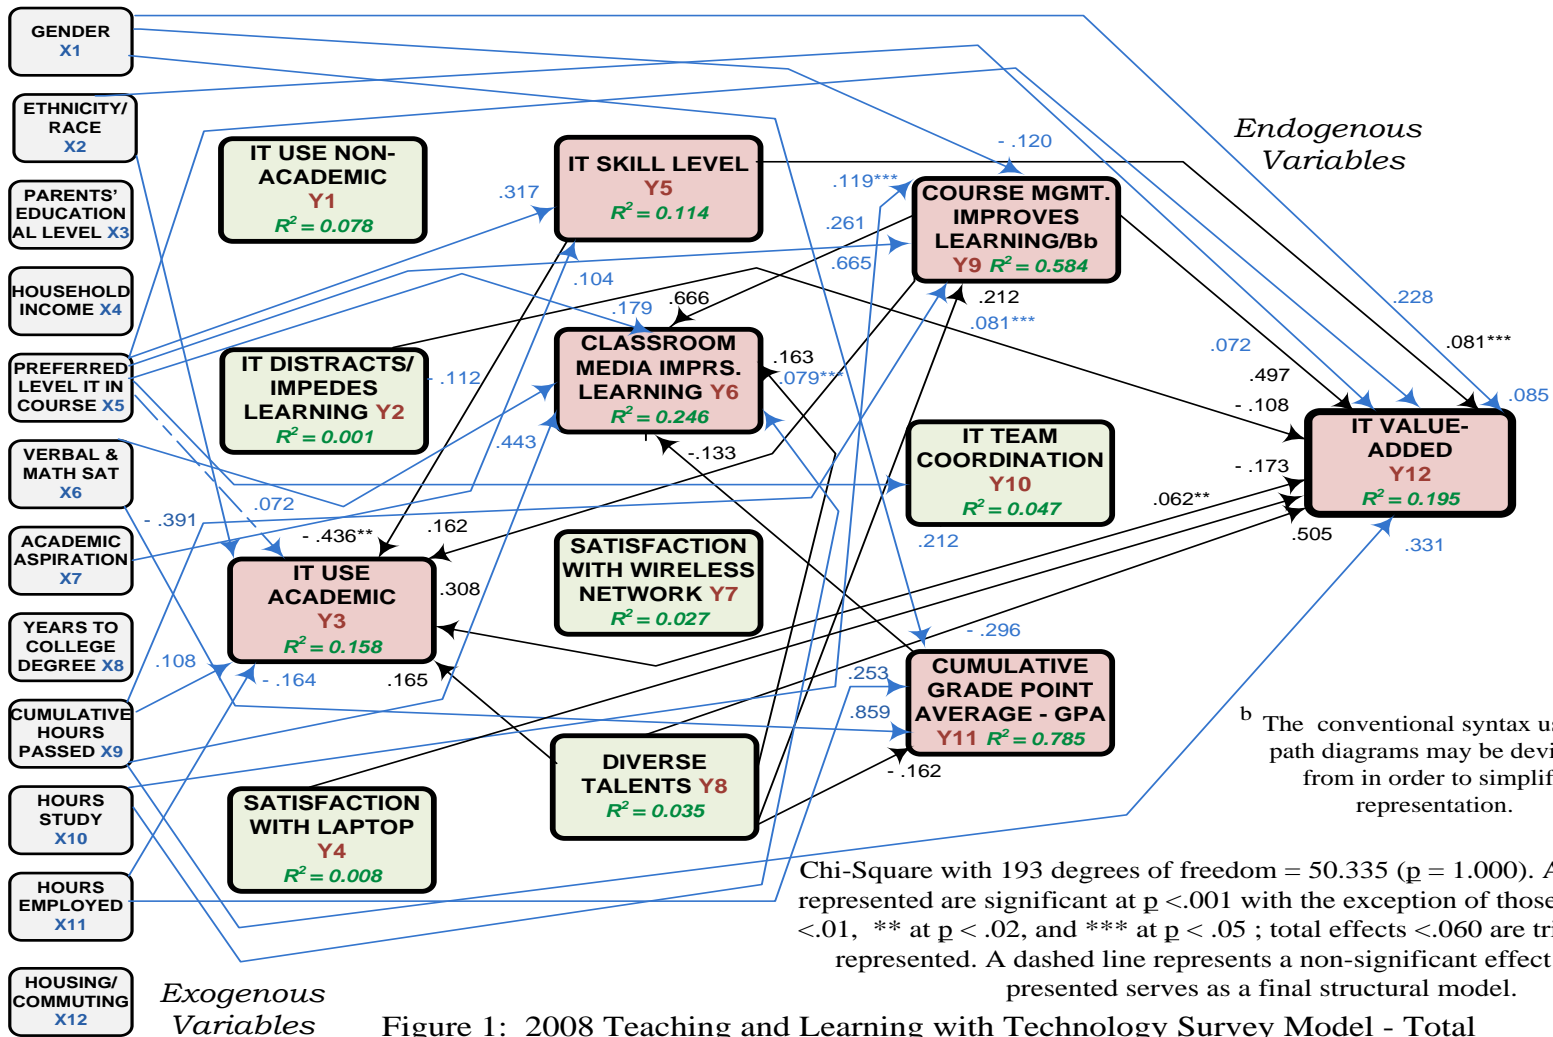 GENDER
X1
ETHNICITY/
RACE
X2
PARENTS'
EDUCATION
AL LEVEL X3
HOUSEHOLD
INCOME X4
PREFERRED
LEVEL IT IN
COURSE X5
VERBAL &
MATH SAT
X6
ACADEMIC
ASPIRATION
X7
YEARS TO
COLLEGE
DEGREE X8
CUMULATIVE
HOURS
PASSED X9
HOURS
STUDY
X10
HOURS
EMPLOYED
X11
HOUSING/
COMMUTING
X12
Exogenous
Variables
IT USE NON-
ACADEMIC
Y1
R² = 0.078
IT DISTRACTS/
IMPEDES
LEARNING Y2
R² = 0.001
IT USE
ACADEMIC
Y3
R² = 0.158
SATISFACTION
WITH LAPTOP
Y4
R² = 0.008
IT SKILL LEVEL
Y5
R² = 0.114
CLASSROOM
MEDIA IMPRS.
LEARNING Y6
R² = 0.246
SATISFACTION
WITH WIRELESS
NETWORK Y7
R² = 0.027
DIVERSE
TALENTS Y8
R² = 0.035
COURSE MGMT.
IMPROVES
LEARNING/Bb
Y9 R² = 0.584
IT TEAM
COORDINATION
Y10
R² = 0.047
CUMULATIVE
GRADE POINT
AVERAGE - GPA
Y11 R² = 0.785
IT VALUE-
ADDED
Y12
R² = 0.195
Endogenous
Variables
- .120
.119***
.317
.261
.665
.104
.179
.666
.212
.081***
.163
.079***
- .112
.443
-.133
.228
.072
.081***
.497
- .108
.085
- .173
.062**
.505
.331
.212
- .391
.072
- .436**
.162
.308
.108
- .164
.165
- .296
.253
.859
- .162
b The conventional syntax us
path diagrams may be devi
from in order to simplif
representation.
Chi-Square with 193 degrees of freedom = 50.335 (p = 1.000). A
represented are significant at p <.001 with the exception of those
<.01, ** at p < .02, and *** at p < .05 ; total effects <.060 are tri
represented. A dashed line represents a non-significant effect
presented serves as a final structural model.
Figure 1: 2008 Teaching and Learning with Technology Survey Model - Total